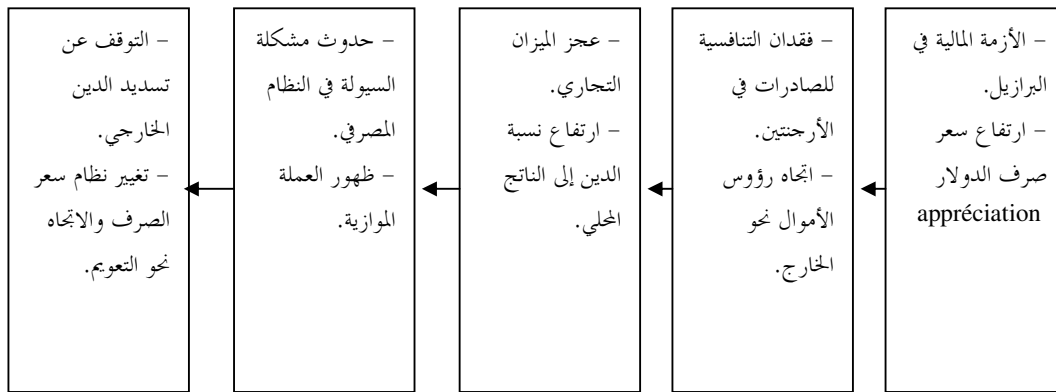 – الأزمة المالية في
البرازيل.
– ارتفاع سعر
صرف الدولار
appréciation
– فقدان التنافسية
للصادرات في
الأرجنتين.
– اتجاه رؤوس
الأموال نحو
الخارج.
– عجز الميزان
التجاري.
– ارتفاع نسبة
الدين إلى الناتج
المحلي.
– حدوث مشكلة
السيولة في النظام
المصرفي.
– ظهور العملة
الموازية.
– التوقف عن
تسديد الدين
الخارجي.
– تغيير نظام سعر
الصرف والاتجاه
نحو التعويم.